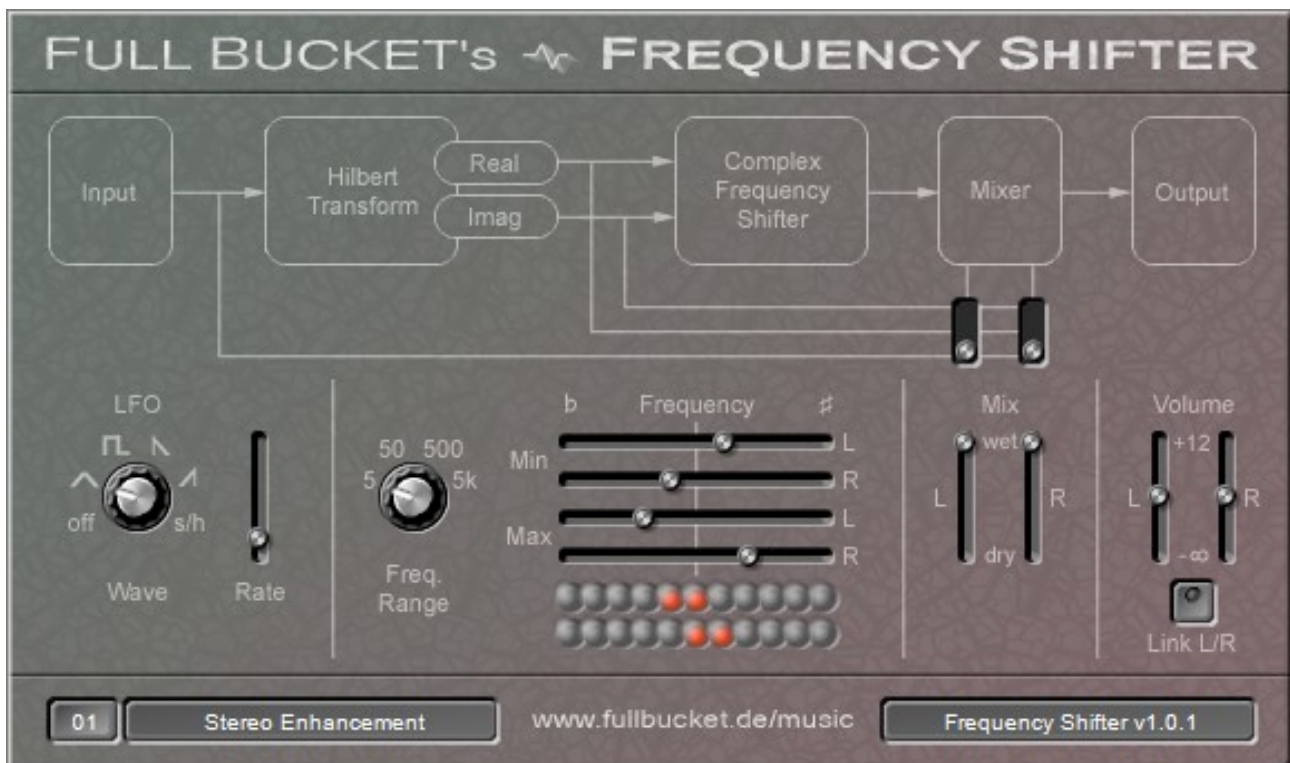 FULL BUCKET's FREQUENCY SHIFTER
Input
Hilbert
Transform
Real
Imag
Complex
Frequency
Shifter
Mixer
Output
LFO
off
s/h
Wave
Rate
5 50 500 5k
Freq.
Range
♭ Frequency ♯
Min
L
R
Max
L
R
Mix
wet
L R
dry
Volume
+12
L R
-∞
Link L/R
01 Stereo Enhancement www.fullbucket.de/music Frequency Shifter v1.0.1